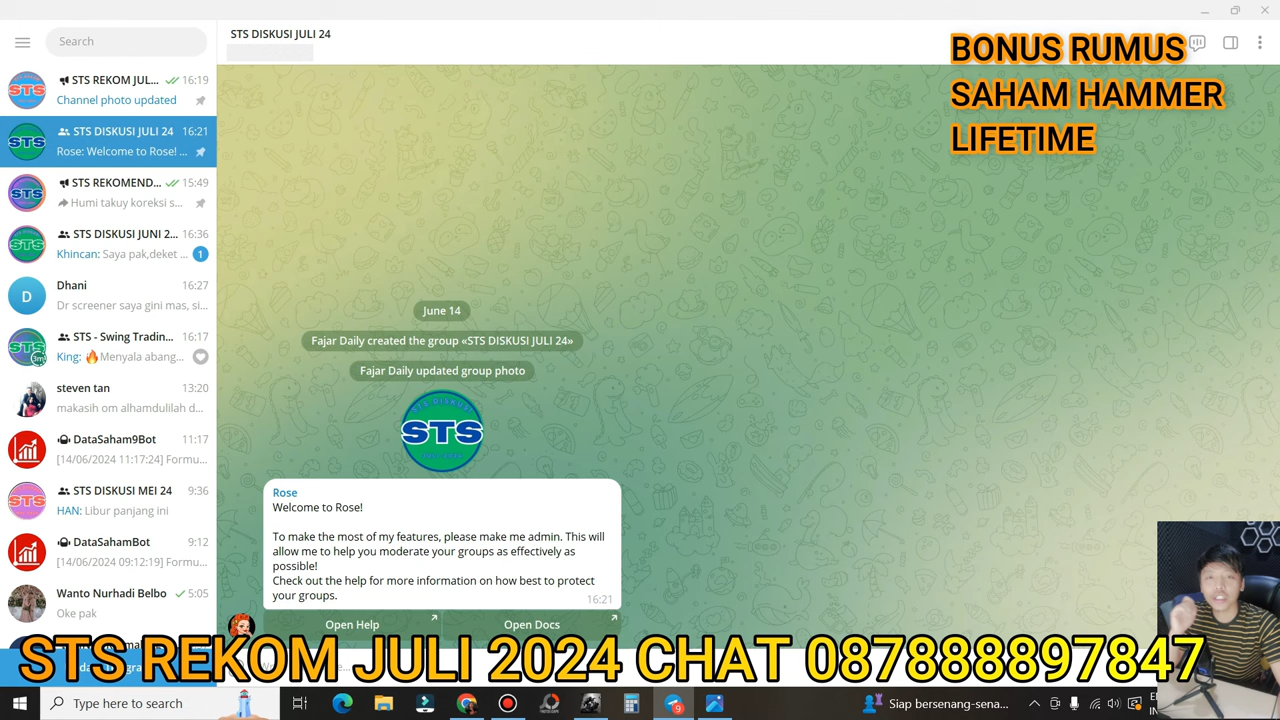 STS DISKUSI JULI 24
Search
BONUS RUMUS
SAHAM HAMMER
LIFETIME
STS REKOM JUL... 16:19
Channel photo updated
STS DISKUSI JULI 24 16:21
Rose: Welcome to Rose! ...
STS REKOMEND... 15:49
Humi takuy koreksi s...
STS DISKUSI JUNI 2... 16:36
Khincan: Saya pak,deket ... 1
D
Dhani 16:27
Dr screener saya gini mas, si...
STS - Swing Tradin... 16:17
King: 🔥Menyala abang...
steven tan 13:20
makasih om alhamdulilah d...
DataSaham9Bot 11:17
[14/06/2024 11:17:24] Formu...
STS DISKUSI MEI 24 9:36
HAN: Libur panjang ini
DataSahamBot 9:12
[14/06/2024 09:12:19] Formu...
Wanto Nurhadi Belbo 5:05
Oke pak
June 14
Fajar Daily created the group «STS DISKUSI JULI 24»
Fajar Daily updated group photo
STS DISKUSI
STS
JULI 2024
Rose
Welcome to Rose!
To make the most of my features, please make me admin. This will
allow me to help you moderate your groups as effectively as
possible!
Check out the help for more information on how best to protect
your groups.
16:21
Open Help
Open Docs
STS REKOM JULI 2024 CHAT 087888897847
Type here to search
9
Siap bersenang-sena...